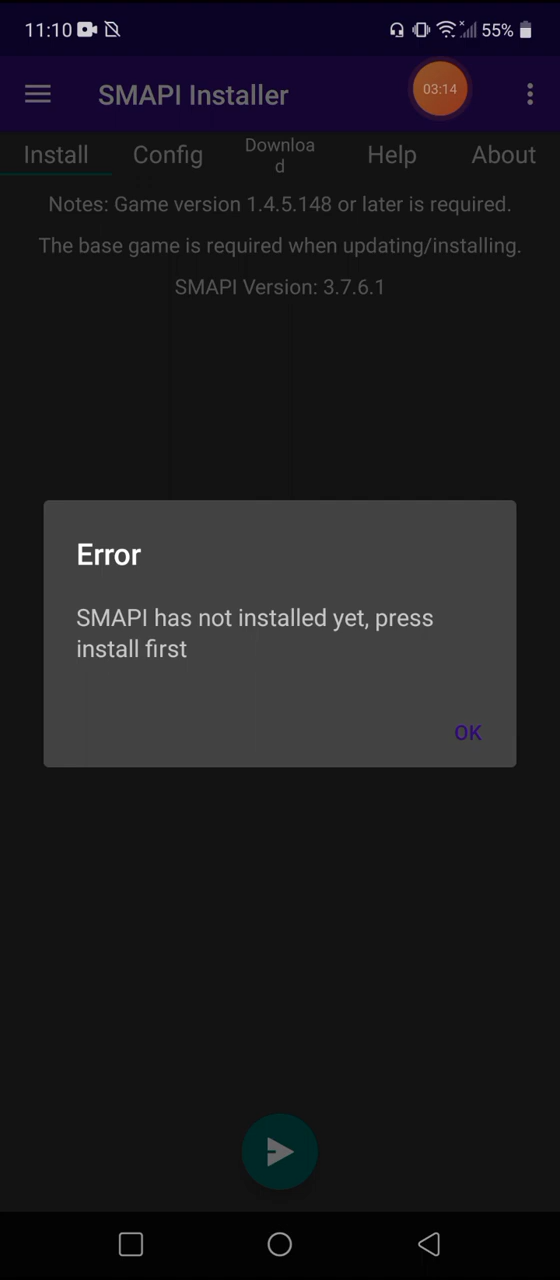 11:10 55%
SMAPI Installer 03:14
Install Config Downloa
d Help About
Notes: Game version 1.4.5.148 or later is required.
The base game is required when updating/installing.
SMAPI Version: 3.7.6.1
Error
SMAPI has not installed yet, press
install first
OK